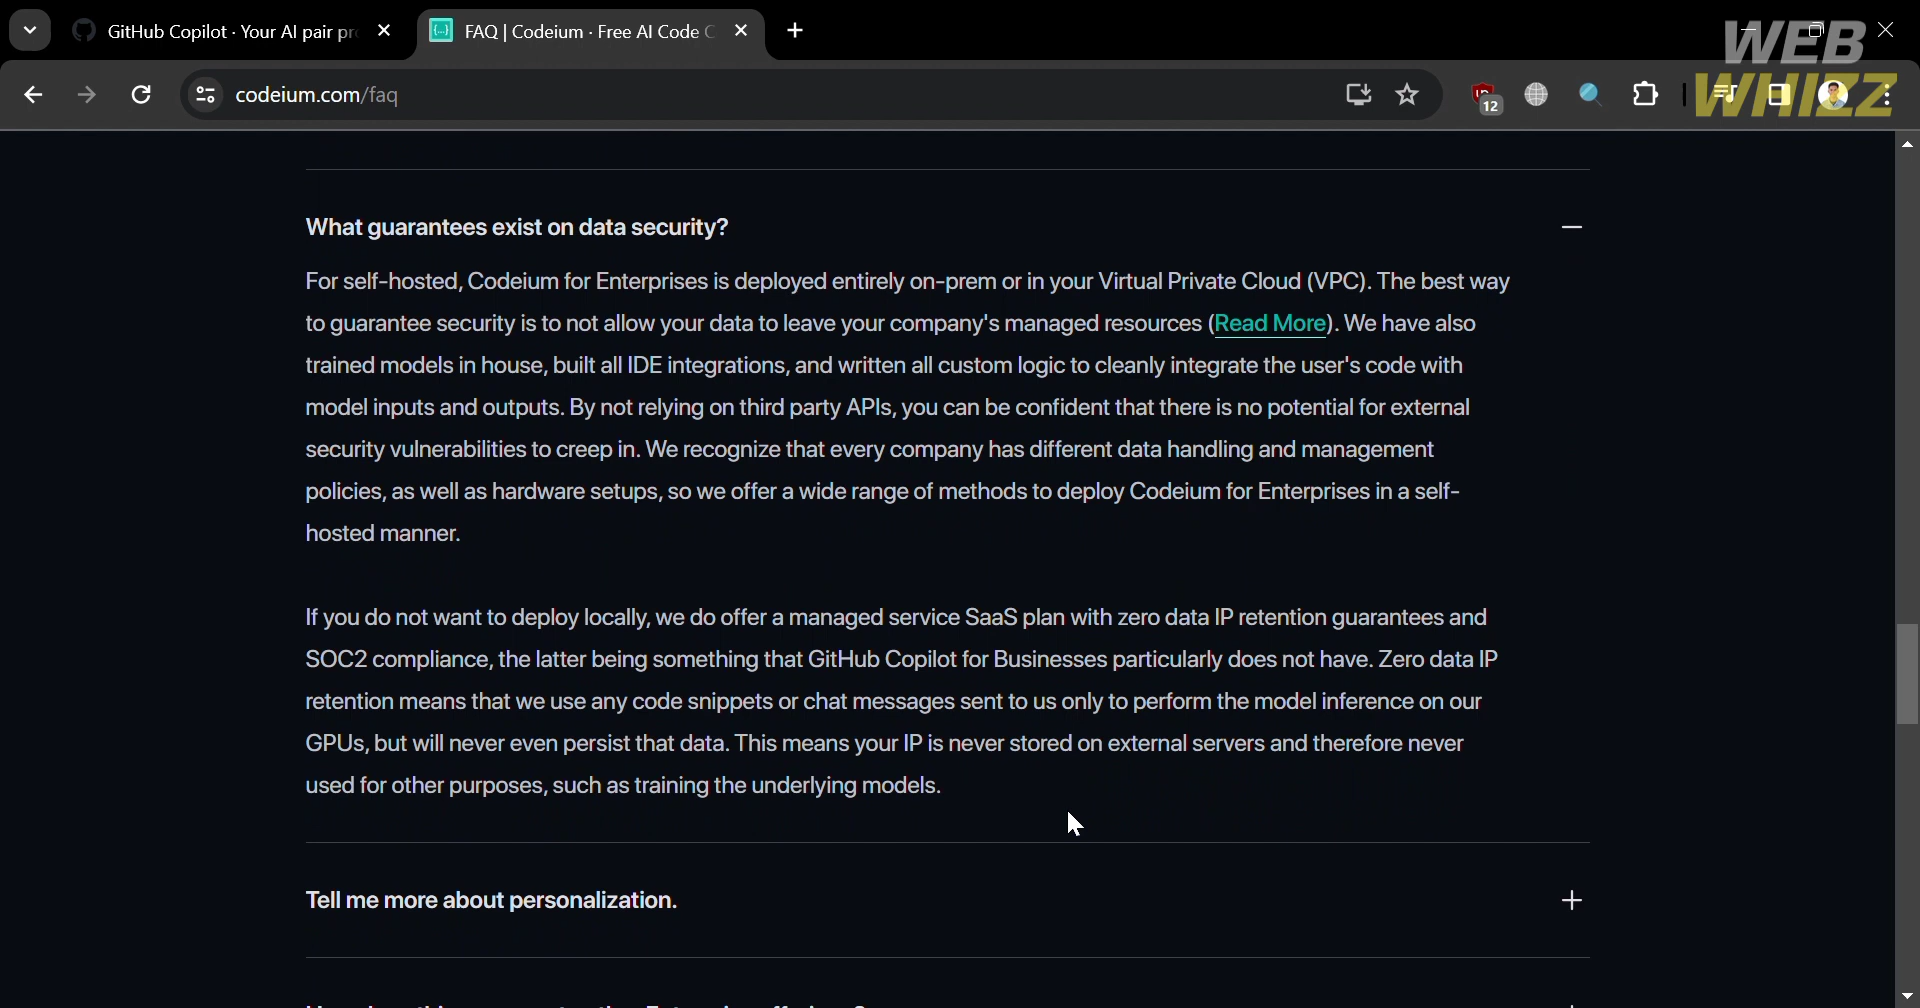 GitHub Copilot · Your AI pair pr
FAQ | Codeium · Free AI Code C
WEB
WHIZZ
codeium.com/faq
12
What guarantees exist on data security?
For self-hosted, Codeium for Enterprises is deployed entirely on-prem or in your Virtual Private Cloud (VPC). The best way
to guarantee security is to not allow your data to leave your company's managed resources (Read More). We have also
trained models in house, built all IDE integrations, and written all custom logic to cleanly integrate the user's code with
model inputs and outputs. By not relying on third party APIs, you can be confident that there is no potential for external
security vulnerabilities to creep in. We recognize that every company has different data handling and management
policies, as well as hardware setups, so we offer a wide range of methods to deploy Codeium for Enterprises in a self-
hosted manner.
If you do not want to deploy locally, we do offer a managed service SaaS plan with zero data IP retention guarantees and
SOC2 compliance, the latter being something that GitHub Copilot for Businesses particularly does not have. Zero data IP
retention means that we use any code snippets or chat messages sent to us only to perform the model inference on our
GPUs, but will never even persist that data. This means your IP is never stored on external servers and therefore never
used for other purposes, such as training the underlying models.
Tell me more about personalization.